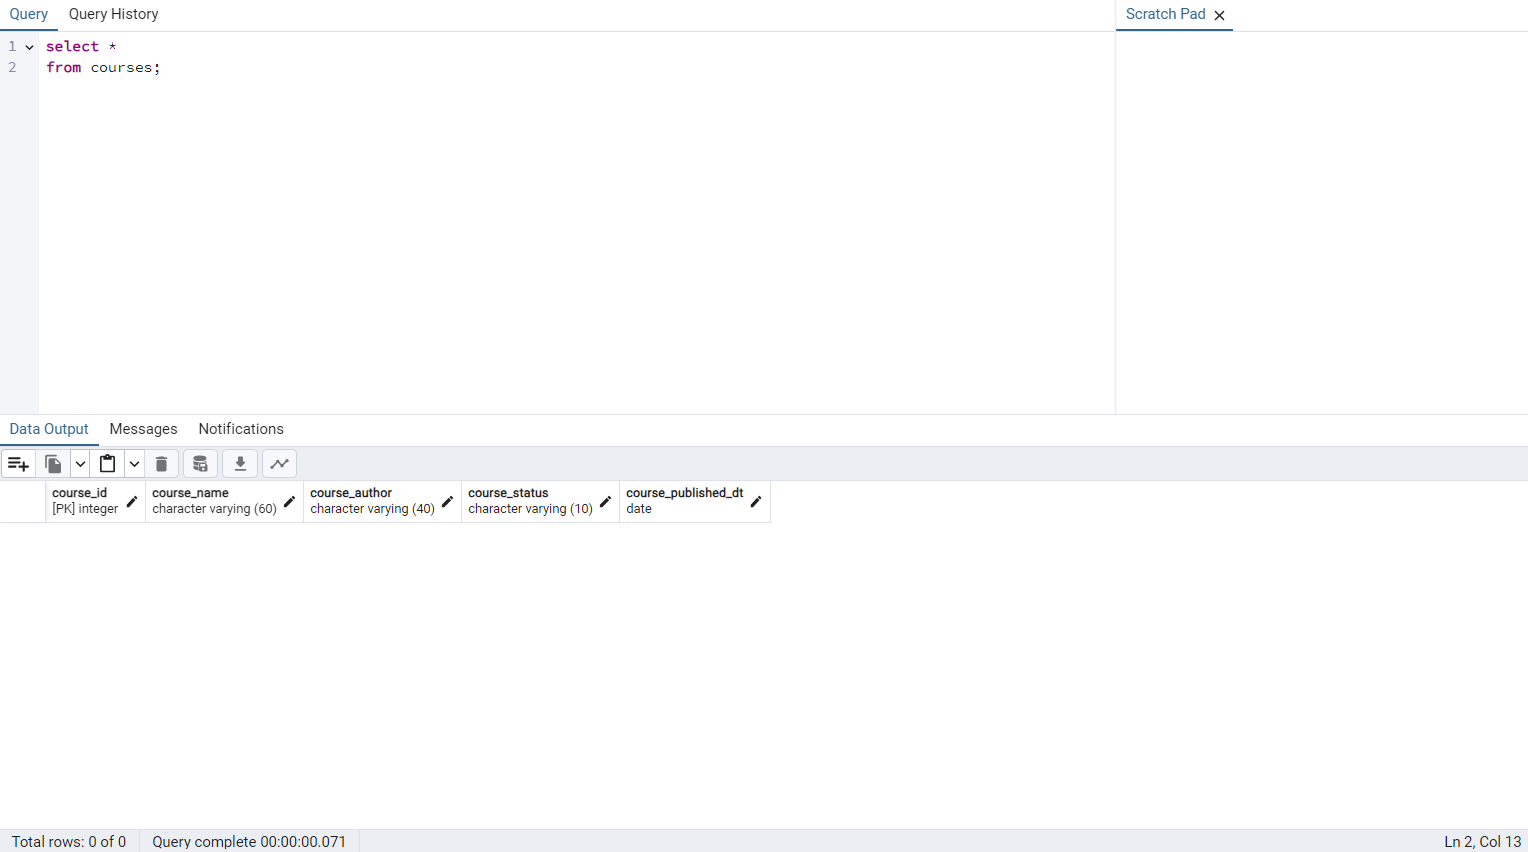 Query Query History Scratch Pad
1 select *
2 from courses;
Data Output Messages Notifications
course_id course_name course_author course_status course_published_dt
[PK] integer character varying (60) character varying (40) character varying (10) date
Total rows: 0 of 0 Query complete 00:00:00.071 Ln 2, Col 13